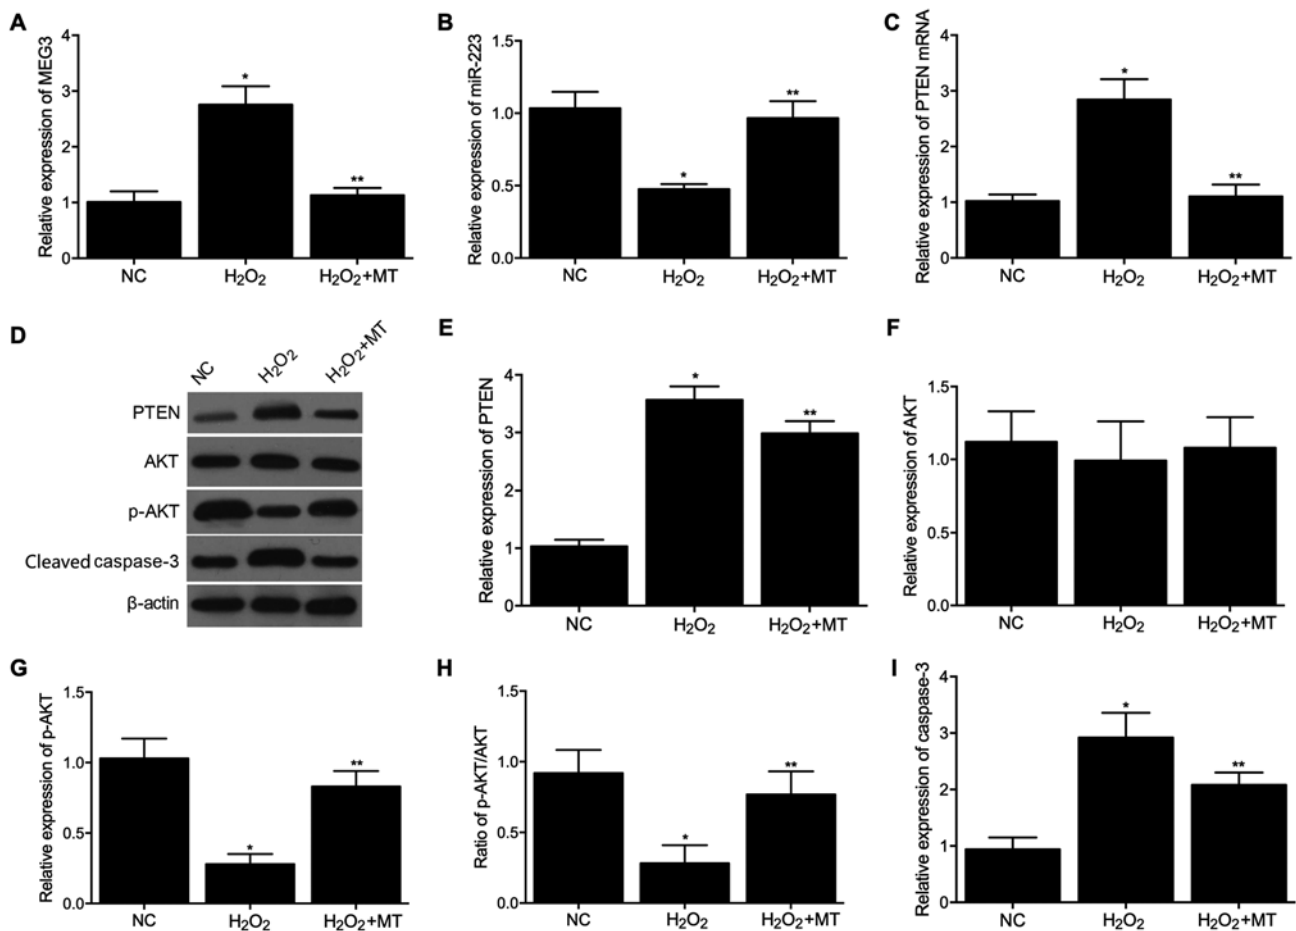 A
Relative expression of MEG3
4
3
2
1
0
*
**
NC
H2O2
H2O2+MT
B
Relative expression of miR-223
1.5
1.0
0.5
0.0
*
**
NC
H2O2
H2O2+MT
C
Relative expression of PTEN mRNA
4
3
2
1
0
*
**
NC
H2O2
H2O2+MT
D
NC
H2O2
H2O2+MT
PTEN
AKT
p-AKT
Cleaved caspase-3
β-actin
E
Relative expression of PTEN
4
3
4
1
0
*
**
NC
H2O2
H2O2+MT
F
Relative expression of AKT
1.5
1.0
0.5
0.0
NC
H2O2
H2O2+MT
G
Relative expression of p-AKT
1.5
1.0
0.5
0.0
*
**
NC
H2O2
H2O2+MT
H
Ratio of p-AKT/AKT
1.5
1.0
0.5
0.0
*
**
NC
H2O2
H2O2+MT
I
Relative expression of caspase-3
4
3
2
1
0
*
**
NC
H2O2
H2O2+MT